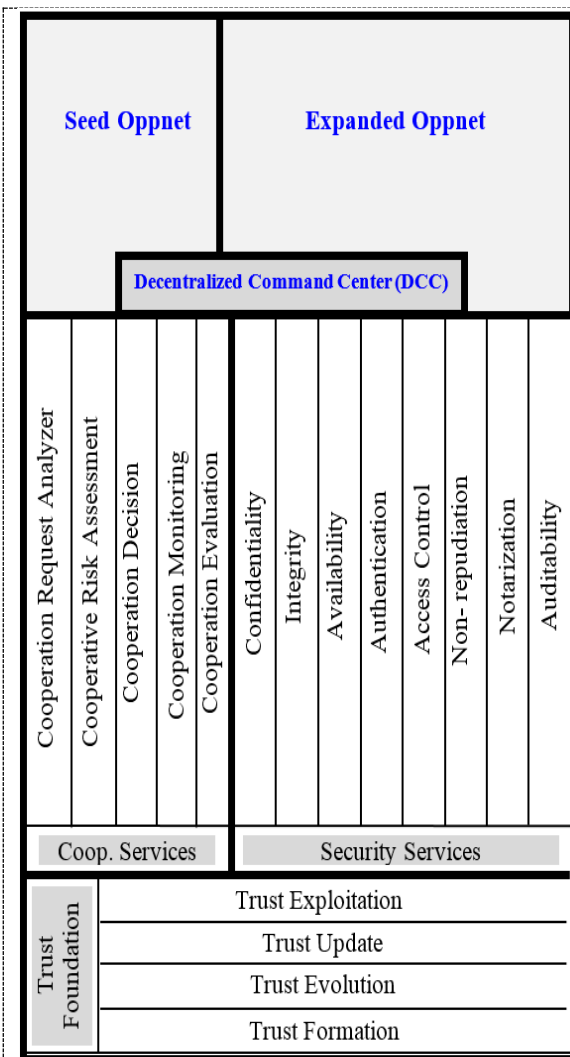 Seed Oppnet
Expanded Oppnet
Decentralized Command Center (DCC)
Cooperation Request Analyzer
Cooperative Risk Assessment
Cooperation Decision
Cooperation Monitoring
Cooperation Evaluation
Confidentiality
Integrity
Availability
Authentication
Access Control
Non- repudiation
Notarization
Auditability
Coop. Services
Security Services
Trust
Foundation
Trust Exploitation
Trust Update
Trust Evolution
Trust Formation